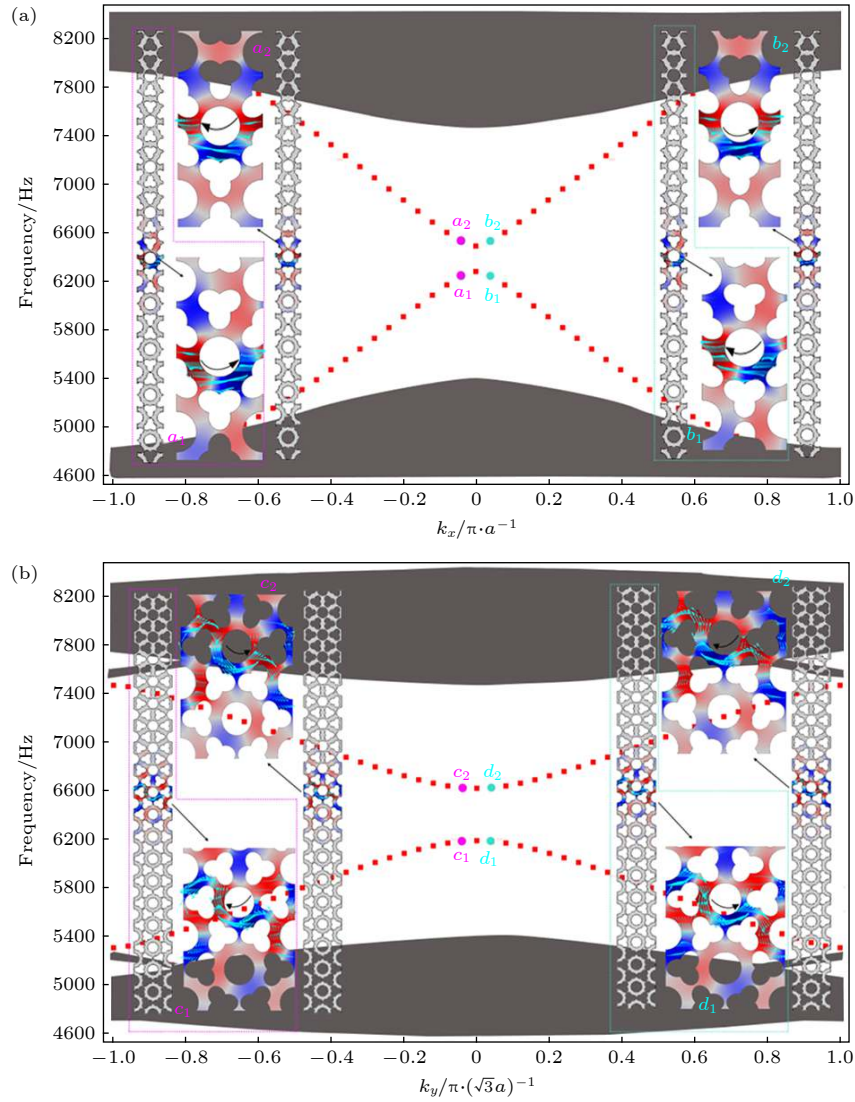 (a)
8200
7800
7400
7000
6600
6200
5800
5400
5000
4600
Frequency/Hz
a₂
b₂
a₂ b₂
a₁ b₁
a₁
b₁
−1.0 −0.8 −0.6 −0.4 −0.2 0 0.2 0.4 0.6 0.8 1.0
kₓ/π·a⁻¹
(b)
8200
7800
7400
7000
6600
6200
5800
5400
5000
4600
Frequency/Hz
c₂
d₂
c₂ d₂
c₁ d₁
c₁
d₁
−1.0 −0.8 −0.6 −0.4 −0.2 0 0.2 0.4 0.6 0.8 1.0
k_y/π·(√3a)⁻¹